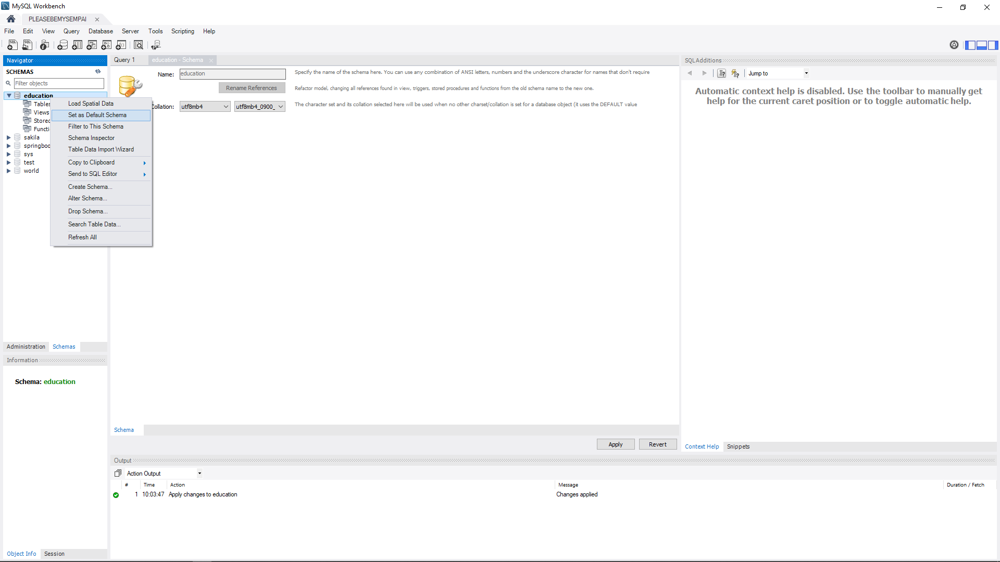 MySQL Workbench
PLEASEBEMYSEMPAI
File Edit View Query Database Server Tools Scripting Help
Navigator
SCHEMAS
Filter objects
education
Tables
Views
Stored
Functi
sakila
springboo
sys
test
world
Load Spatial Data
Set as Default Schema
Filter to This Schema
Schema Inspector
Table Data Import Wizard
Copy to Clipboard
Send to SQL Editor
Create Schema...
Alter Schema...
Drop Schema...
Search Table Data...
Refresh All
Administration Schemas
Information
Schema: education
Object Info Session
Query 1 education - Schema
Name: education Specify the name of the schema here. You can use any combination of ANSI letters, numbers and the underscore character for names that don't require
Rename References Refactor model, changing all references found in view, triggers, stored procedures and functions from the old schema name to the new one.
Collation: utf8mb4 utf8mb4_0900_ The character set and its collation selected here will be used when no other charset/collation is set for a database object (it uses the DEFAULT value
Schema
Apply Revert
SQLAdditions
Jump to
Automatic context help is disabled. Use the toolbar to manually get
help for the current caret position or to toggle automatic help.
Context Help Snippets
Output
Action Output
# Time Action Message Duration / Fetch
1 10:03:47 Apply changes to education Changes applied